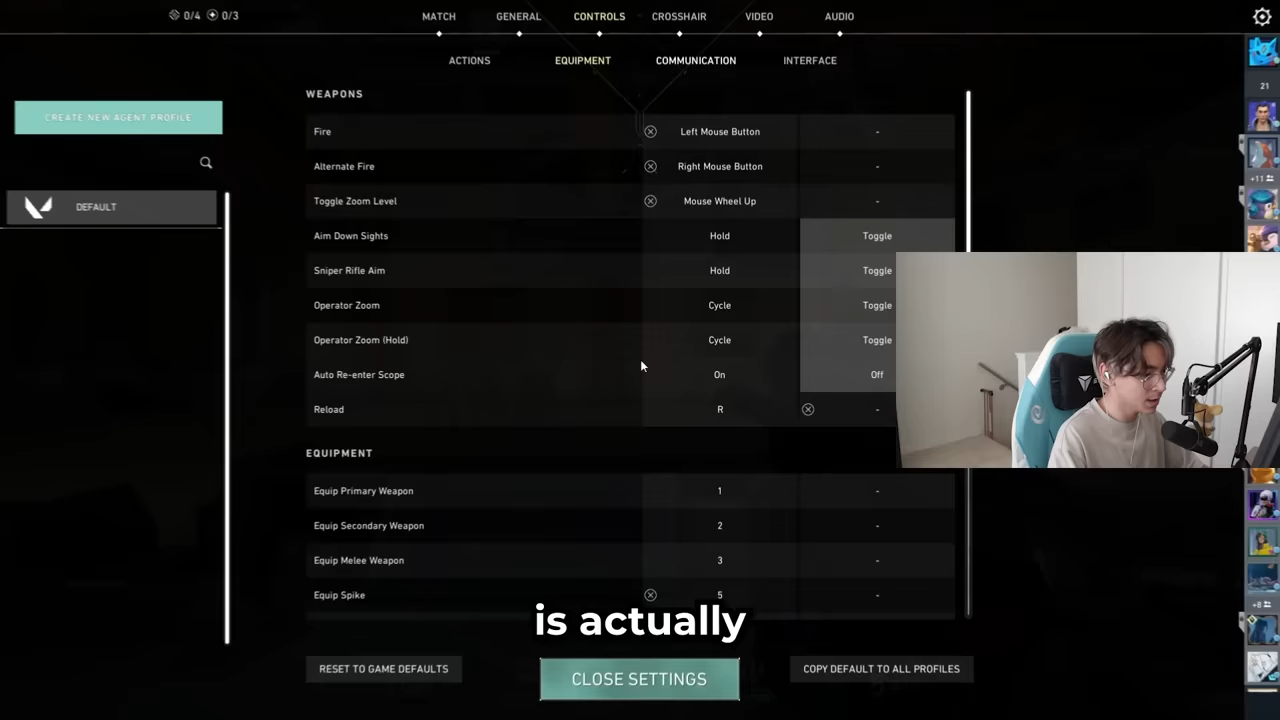 0/4 0/3
MATCH GENERAL CONTROLS CROSSHAIR VIDEO AUDIO
ACTIONS EQUIPMENT COMMUNICATION INTERFACE
CREATE NEW AGENT PROFILE
DEFAULT
WEAPONS
Fire Left Mouse Button -
Alternate Fire Right Mouse Button -
Toggle Zoom Level Mouse Wheel Up -
Aim Down Sights Hold Toggle
Sniper Rifle Aim Hold Toggle
Operator Zoom Cycle Toggle
Operator Zoom (Hold) Cycle Toggle
Auto Re-enter Scope On Off
Reload R -
EQUIPMENT
Equip Primary Weapon 1 -
Equip Secondary Weapon 2 -
Equip Melee Weapon 3 -
Equip Spike 5 -
is actually
RESET TO GAME DEFAULTS CLOSE SETTINGS COPY DEFAULT TO ALL PROFILES
21
+11
+8